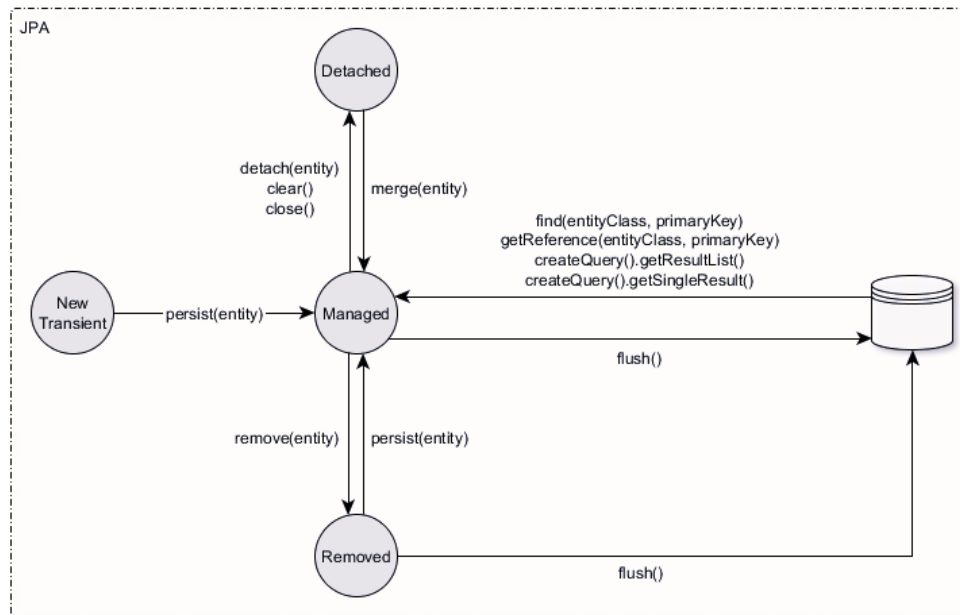 JPA
Detached
detach(entity)
clear()
close()
merge(entity)
find(entityClass, primaryKey)
getReference(entityClass, primaryKey)
createQuery().getResultList()
createQuery().getSingleResult()
New
Transient
persist(entity)
Managed
flush()
remove(entity)
persist(entity)
Removed
flush()